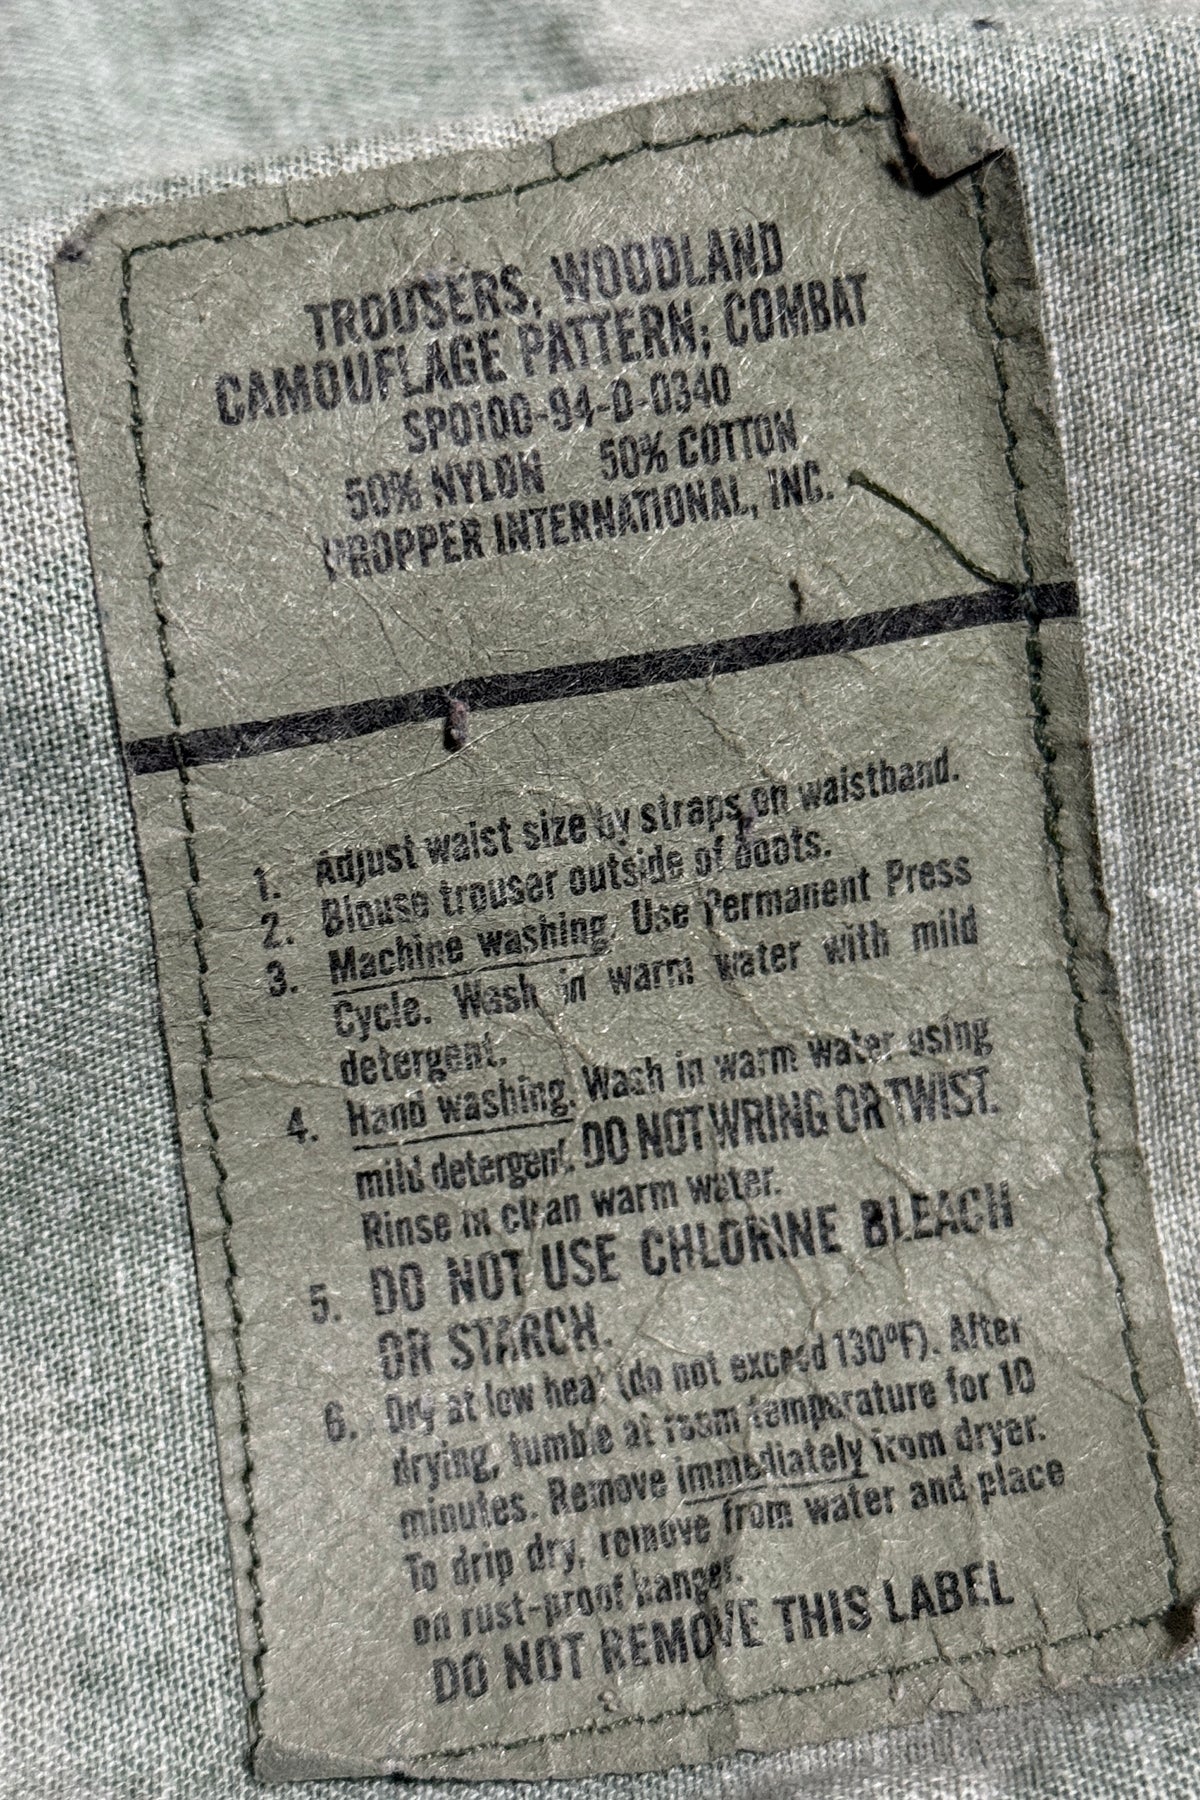 TROUSERS, WOODLAND
CAMOUFLAGE PATTERN; COMBAT
SPO100-94-D-0340
50% NYLON 50% COTTON
PROPPER INTERNATIONAL, INC.
1. Adjust waist size by straps on waistband.
2. Blouse trouser outside of boots.
3. Machine washing. Use Permanent Press
Cycle. Wash in warm water with mild
detergent.
4. Hand washing. Wash in warm water using
mild detergent. DO NOT WRING OR TWIST.
Rinse in clean warm water.
5. DO NOT USE CHLORINE BLEACH
OR STARCH.
6. Dry at low heat (do not exceed 130ºF). After
drying, tumble at room temperature for 10
minutes. Remove immediately from dryer.
To drip dry, remove from water and place
on rust-proof hanger.
DO NOT REMOVE THIS LABEL